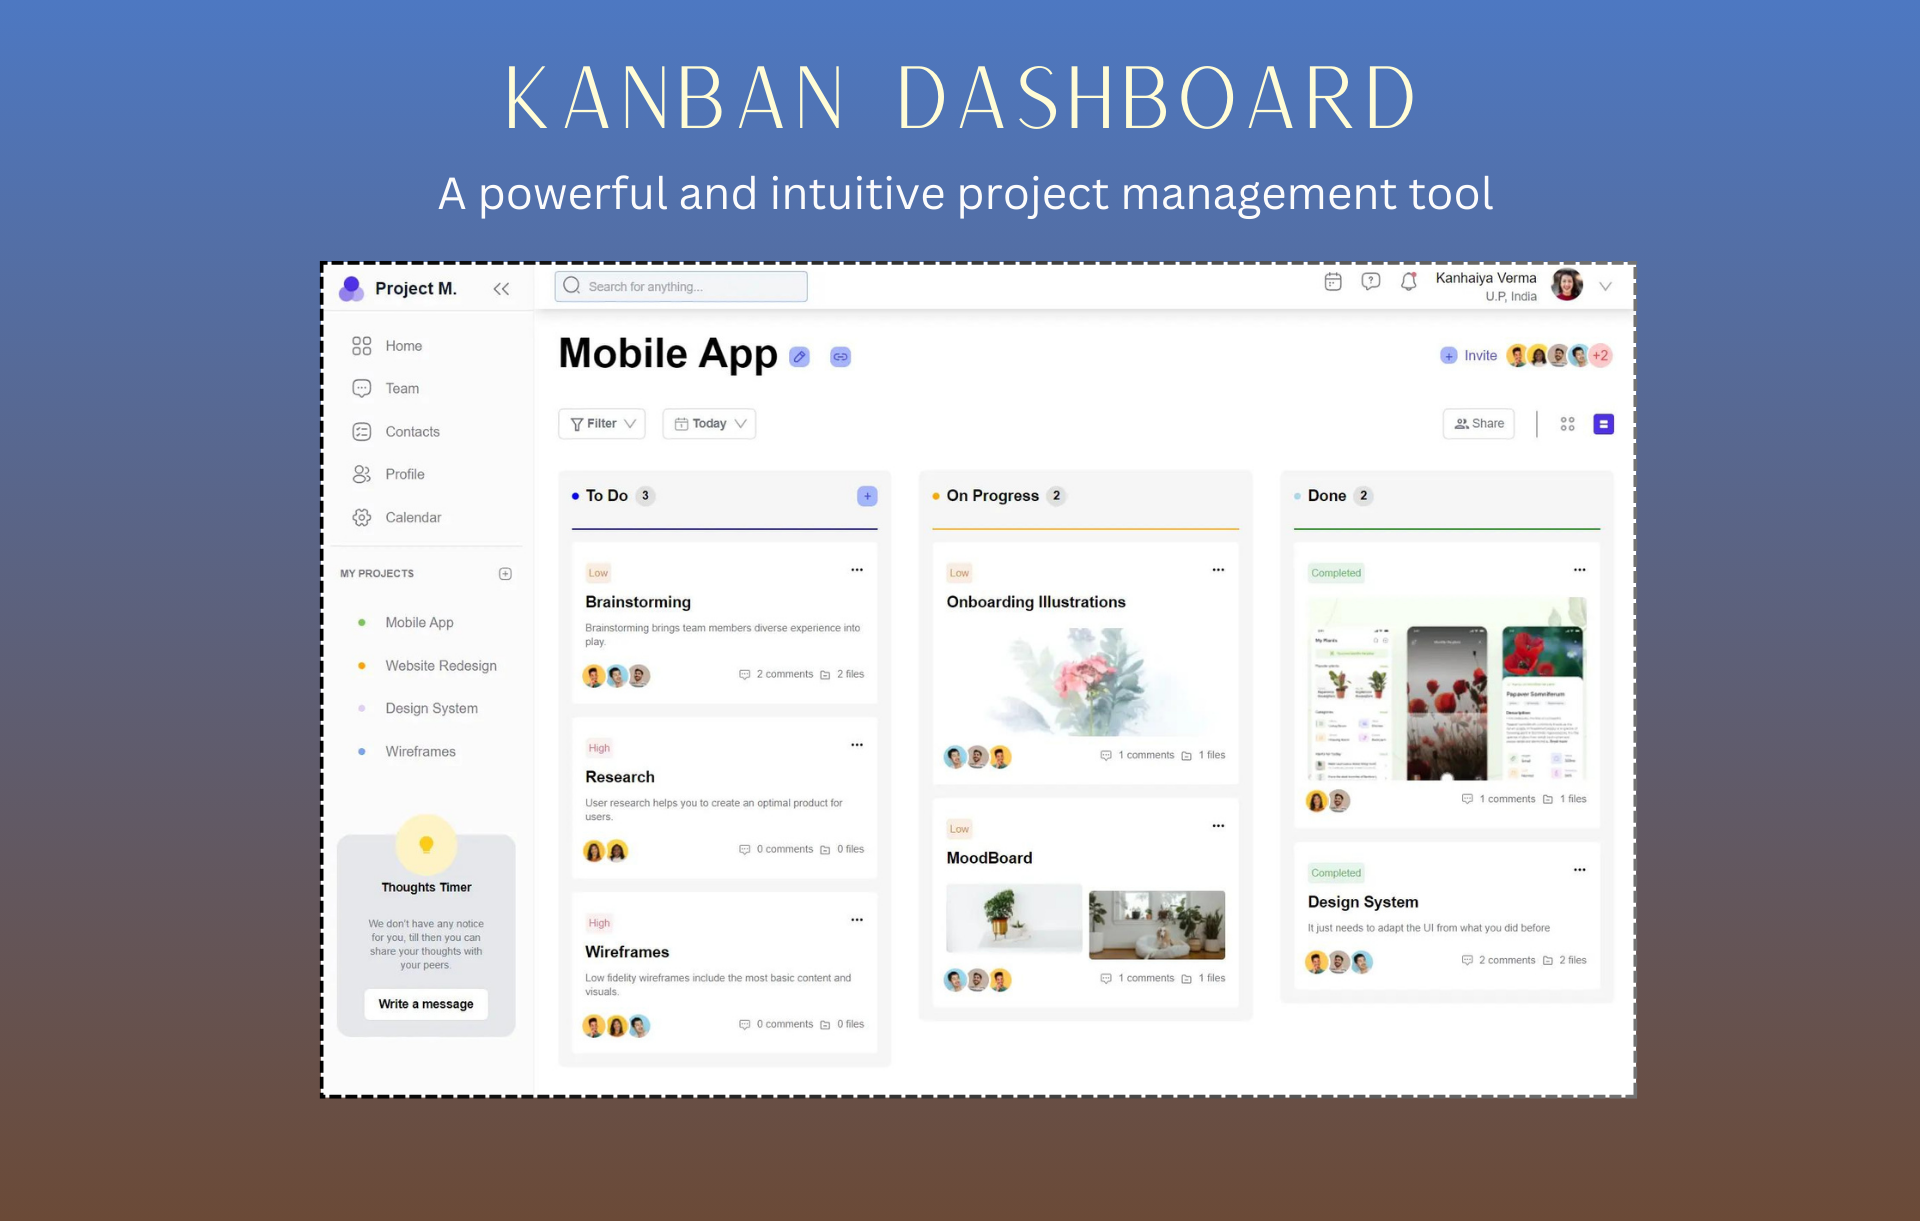 KANBAN DASHBOARD
A powerful and intuitive project management tool
Project M.
Search for anything...
Kanhaiya Verma
U.P, India
Home
Team
Contacts
Profile
Calendar
MY PROJECTS
Mobile App
Website Redesign
Design System
Wireframes
Thoughts Timer
We don't have any notice
for you, till then you can
share your thoughts with
your peers.
Write a message
Mobile App
Invite
+2
Filter
Today
Share
To Do 3
Low
Brainstorming
Brainstorming brings team members diverse experience into
play.
2 comments 2 files
High
Research
User research helps you to create an optimal product for
users.
0 comments 0 files
High
Wireframes
Low fidelity wireframes include the most basic content and
visuals.
0 comments 0 files
On Progress 2
Low
Onboarding Illustrations
1 comments 1 files
Low
MoodBoard
1 comments 1 files
Done 2
Completed
My Plants
Papaver Somniferum
Description
1 comments 1 files
Completed
Design System
It just needs to adapt the UI from what you did before
2 comments 2 files